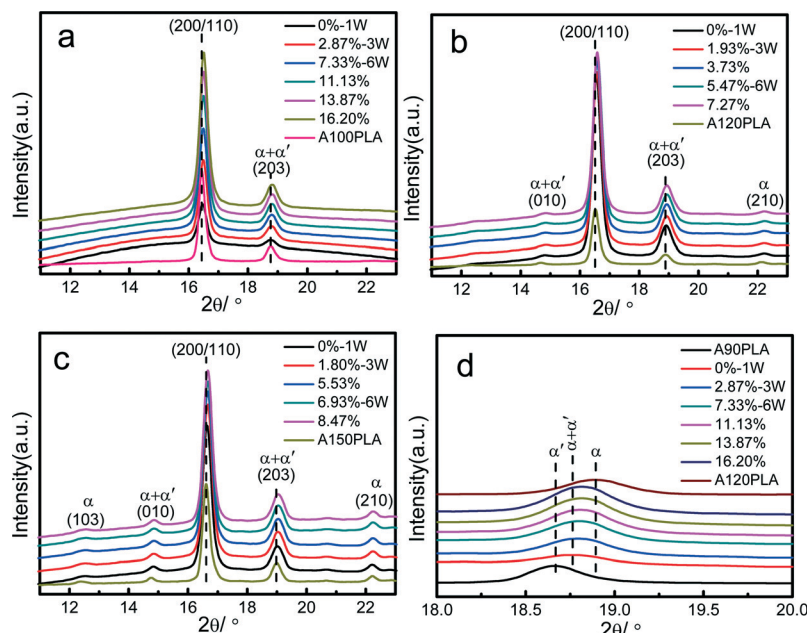 a
(200/110)
α+α′
(203)
0%-1W
2.87%-3W
7.33%-6W
11.13%
13.87%
16.20%
A100PLA
Intensity(a.u.)
12 14 16 18 20 22
2θ/ °
b
(200/110)
α+α′
(010)
α+α′
(203)
α
(210)
0%-1W
1.93%-3W
3.73%
5.47%-6W
7.27%
A120PLA
Intensity(a.u.)
12 14 16 18 20 22
2θ/ °
c
(200/110)
α
(103)
α+α′
(010)
α+α′
(203)
α
(210)
0%-1W
1.80%-3W
5.53%
6.93%-6W
8.47%
A150PLA
Intensity(a.u.)
12 14 16 18 20 22
2θ/ °
d
α′
α+α′
α
A90PLA
0%-1W
2.87%-3W
7.33%-6W
11.13%
13.87%
16.20%
A120PLA
Intensity(a.u.)
18.0 18.5 19.0 19.5 20.0
2θ/ °